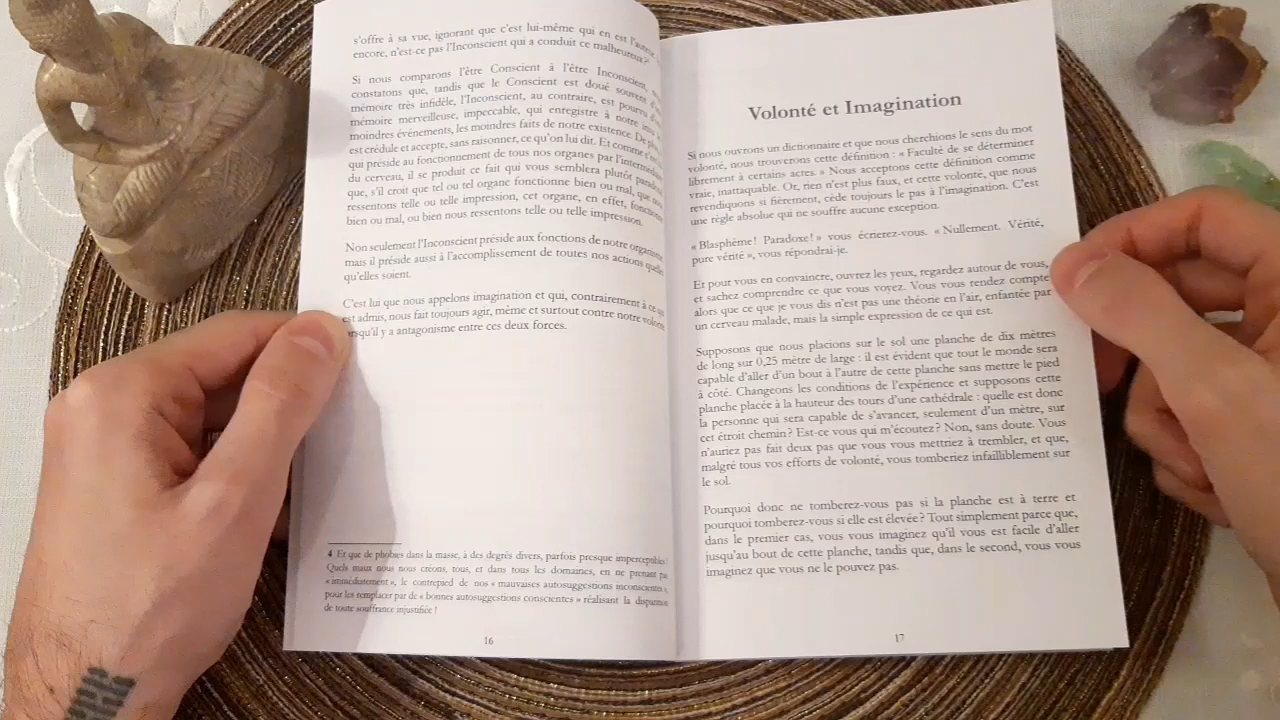 s'offre à sa vue, ignorant que c'est lui-même qui en est l'auteur
encore, n'est-ce pas l'Inconscient qui a conduit ce malheureux?
Si nous comparons l'être Conscient à l'être Inconscient,
constatons que, tandis que le Conscient est doué souvent
mémoire très infidèle, l'Inconscient, au contraire, est pourvu
mémoire merveilleuse, impeccable, qui enregistre à notre
moindres événements, les moindres faits de notre existence. De
est crédule et accepte, sans raisonner, ce qu'on lui dit. Et comme
qui préside au fonctionnement de tous nos organes par
du cerveau, il se produit ce fait qui vous semblera plutôt
que, s'il croit que tel ou tel organe fonctionne bien ou mal, que
ressentons telle ou telle impression, cet organe, en effet, fonctionne
bien ou mal, ou bien nous ressentons telle ou telle impression.
Non seulement l'Inconscient préside aux fonctions de notre organisme
mais il préside aussi à l'accomplissement de toutes nos actions
qu'elles soient.
C'est lui que nous appelons imagination et qui, contrairement à ce
est admis, nous fait toujours agir, même et surtout contre notre volonté
qu'il y a antagonisme entre ces deux forces.
4 Et que de phobies dans la masse, à des degrés divers, parfois presque imperceptibles!
Quels maux nous nous créons, tous, et dans tous les domaines, en ne prenant pas
« immédiatement », le contrepied de nos « mauvaises autosuggestions inconscientes »,
pour les remplacer par de « bonnes autosuggestions conscientes » réalisant la disparition
de toute souffrance injustifiée !
16
Volonté et Imagination
Si nous ouvrons un dictionnaire et que nous cherchions le sens du mot
volonté, nous trouverons cette définition : « Faculté de se déterminer
librement à certains actes. » Nous acceptons cette définition comme
vraie, inattaquable. Or, rien n'est plus faux, et cette volonté, que nous
revendiquons si fièrement, cède toujours le pas à l'imagination. C'est
une règle absolue qui ne souffre aucune exception.
« Blasphème! Paradoxe! » vous écrierez-vous. « Nullement. Vérité,
pure vérité », vous répondrai-je.
Et pour vous en convaincre, ouvrez les yeux, regardez autour de vous,
et sachez comprendre ce que vous voyez. Vous vous rendez compte
alors que ce que je vous dis n'est pas une théorie en l'air, enfantée par
un cerveau malade, mais la simple expression de ce qui est.
Supposons que nous placions sur le sol une planche de dix mètres
de long sur 0,25 mètre de large : il est évident que tout le monde sera
capable d'aller d'un bout à l'autre de cette planche sans mettre le pied
à côté. Changeons les conditions de l'expérience et supposons cette
planche placée à la hauteur des tours d'une cathédrale : quelle est donc
la personne qui sera capable de s'avancer, seulement d'un mètre, sur
cet étroit chemin? Est-ce vous qui m'écoutez? Non, sans doute. Vous
n'auriez pas fait deux pas que vous vous mettriez à trembler, et que,
malgré tous vos efforts de volonté, vous tomberiez infailliblement sur
le sol.
Pourquoi donc ne tomberez-vous pas si la planche est à terre et
pourquoi tomberez-vous si elle est élevée? Tout simplement parce que,
dans le premier cas, vous vous imaginez qu'il vous est facile d'aller
jusqu'au bout de cette planche, tandis que, dans le second, vous vous
imaginez que vous ne le pouvez pas.
17